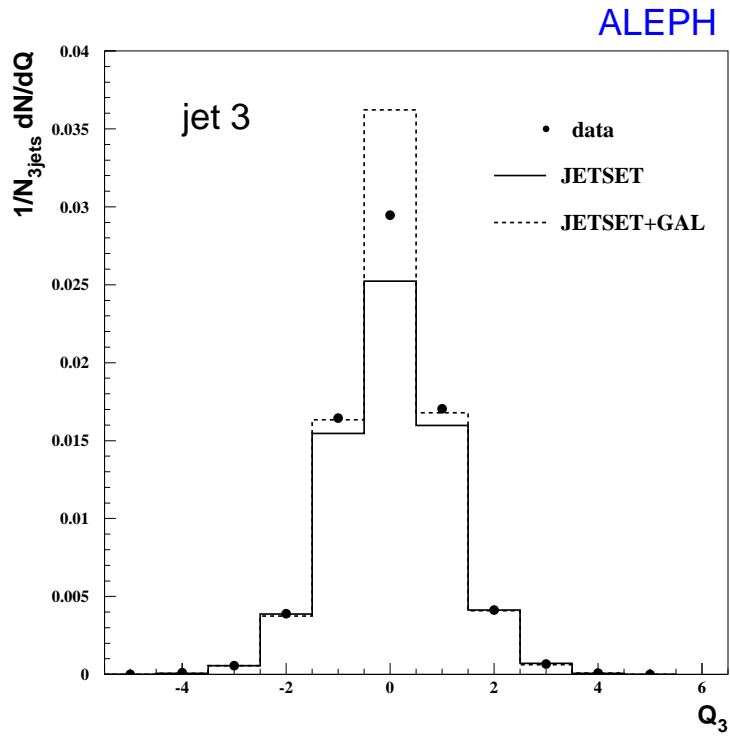 ALEPH
1/N3jets dN/dQ
jet 3
data
JETSET
JETSET+GAL
0.04
0.035
0.03
0.025
0.02
0.015
0.01
0.005
0
-4 -2 0 2 4 6
Q3